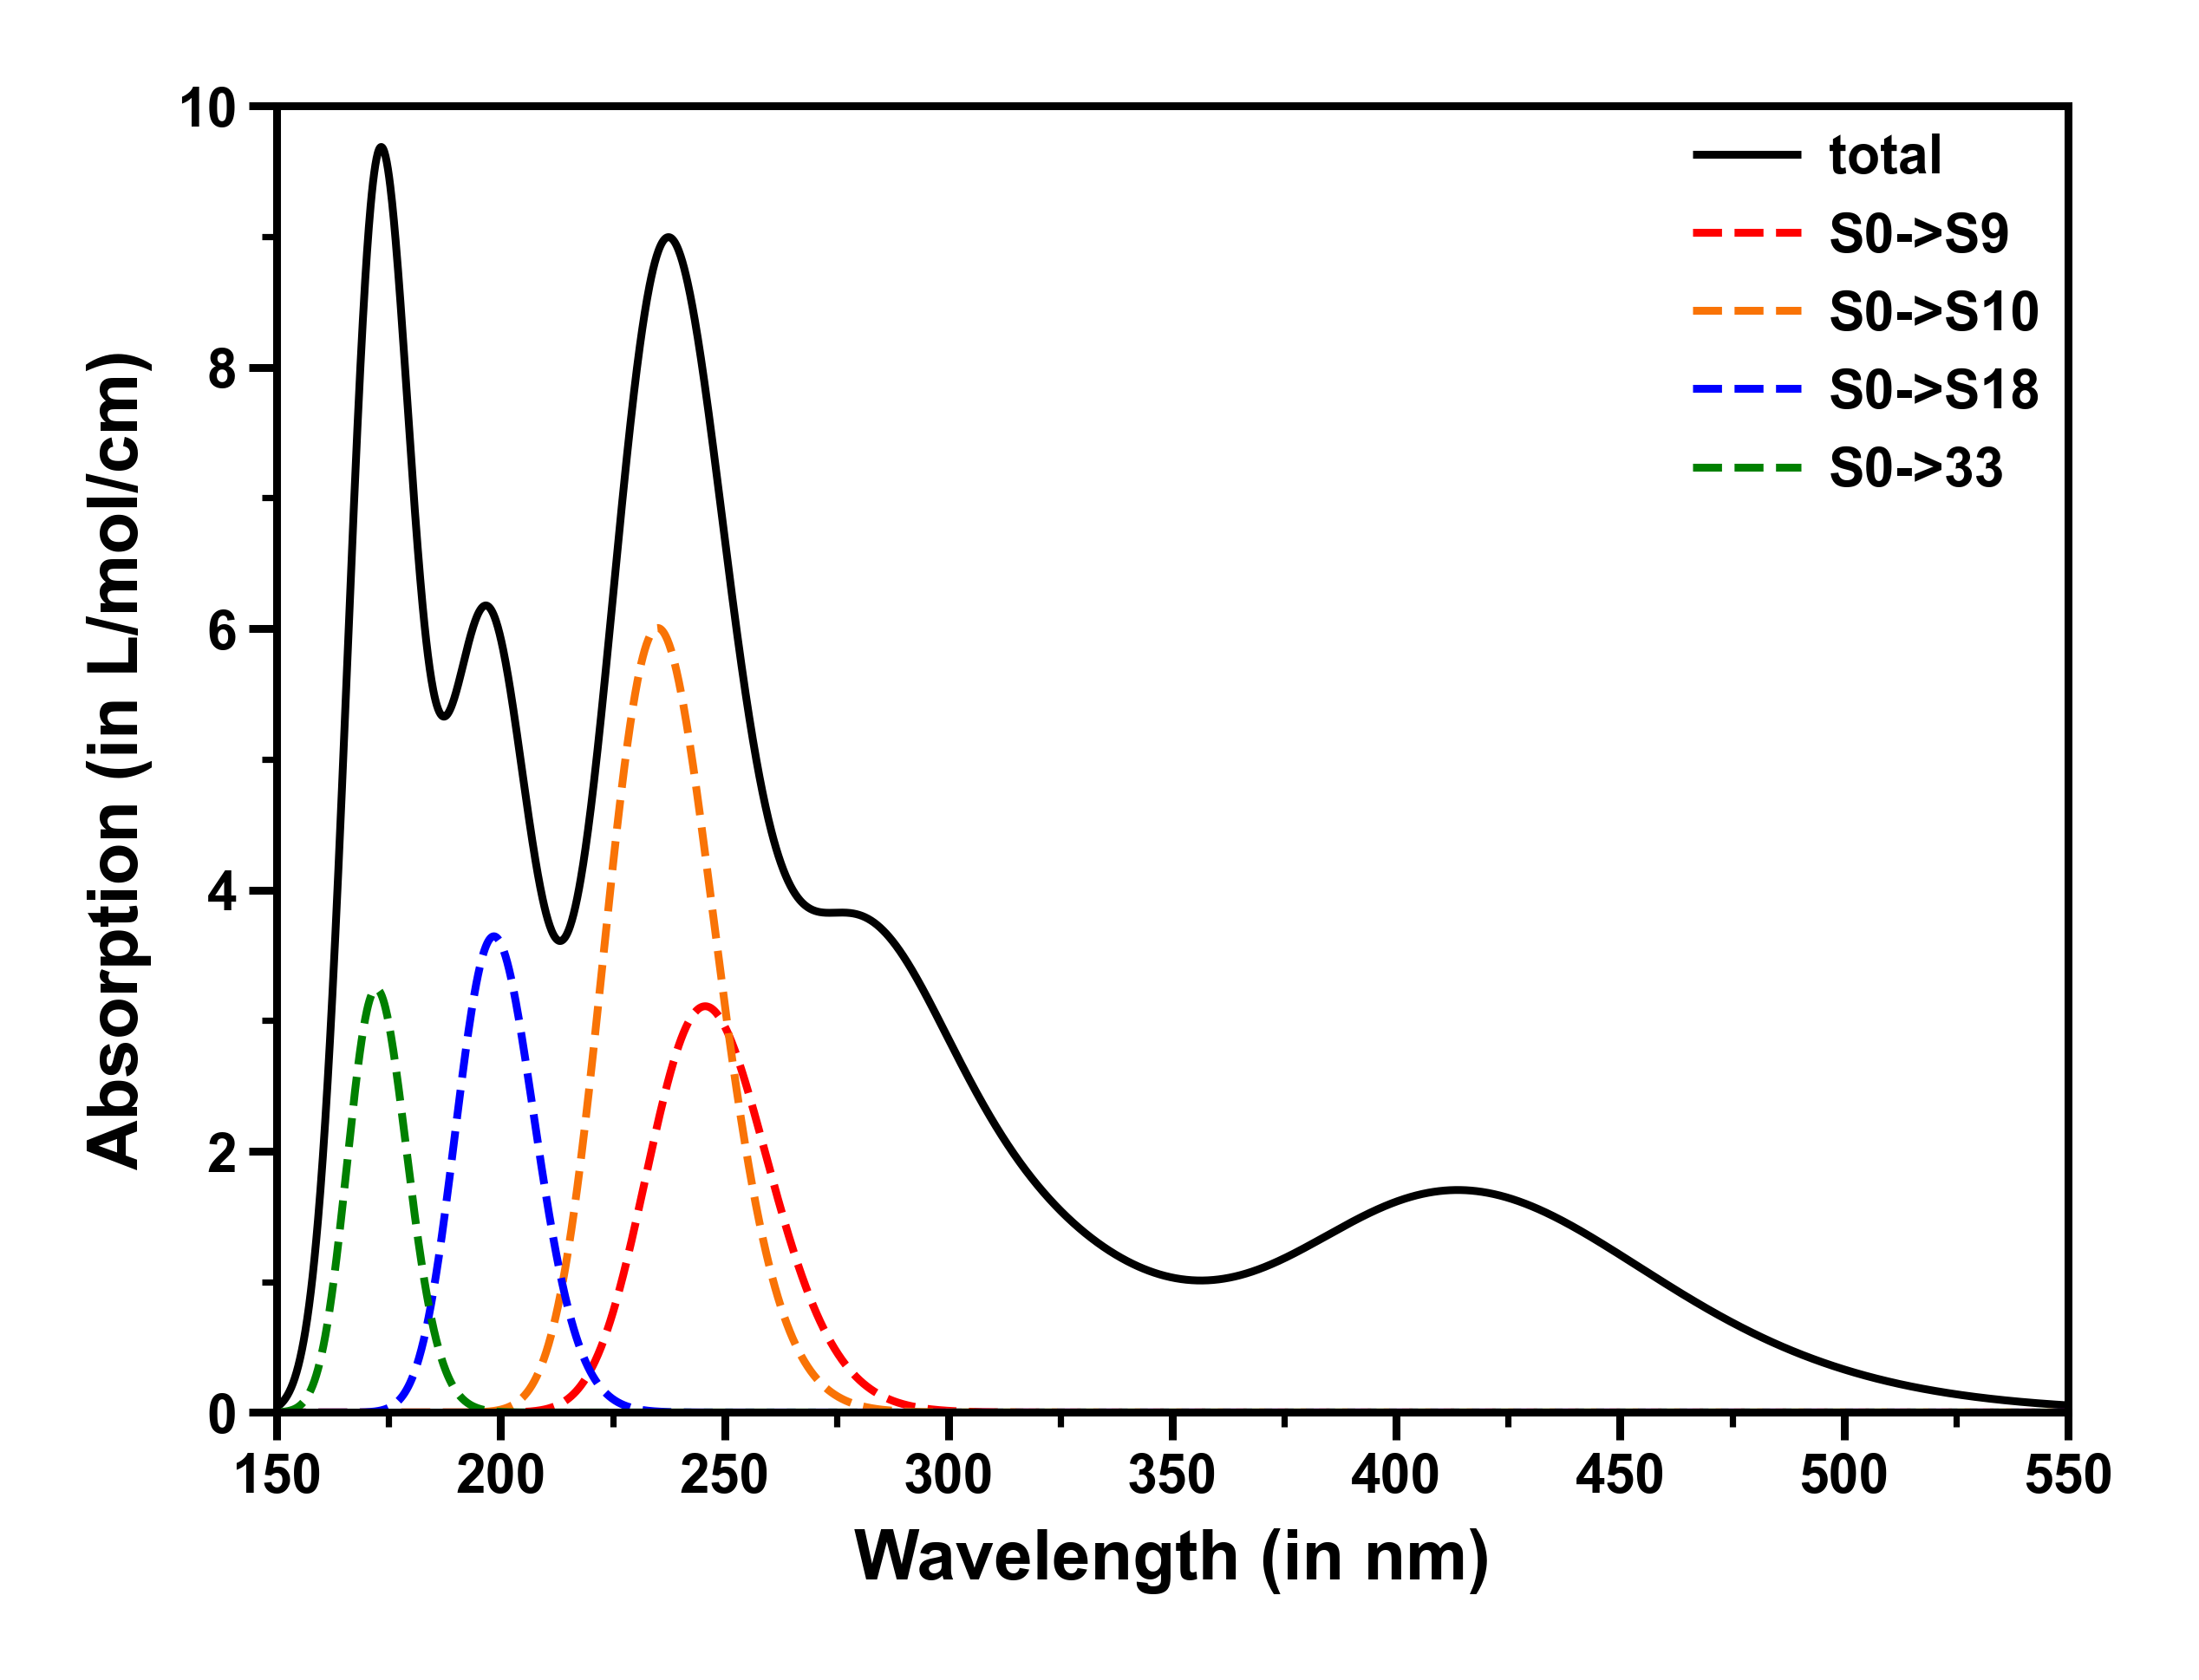 Absorption (in L/mol/cm)
10
8
6
4
2
0
total
S0->S9
S0->S10
S0->S18
S0->33
150 200 250 300 350 400 450 500 550
Wavelength (in nm)